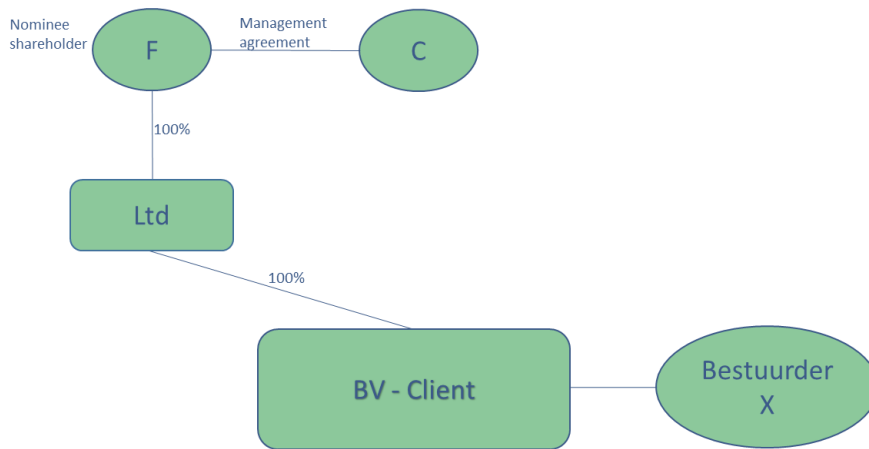 Nominee
shareholder
F
Management
agreement
C
100%
Ltd
100%
BV - Client
Bestuurder
X